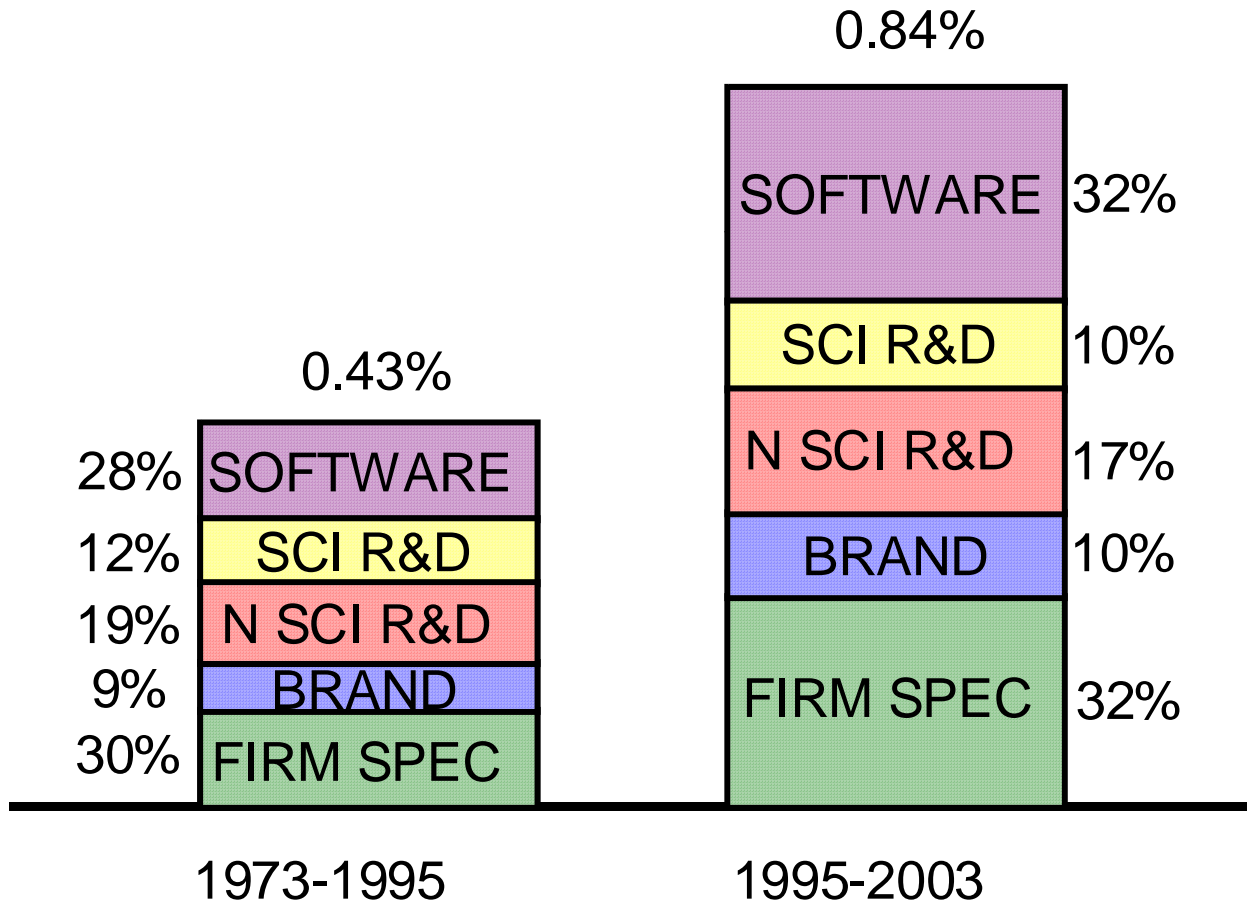 0.84%
SOFTWARE 32%
SCI R&D 10%
0.43%
N SCI R&D 17%
28% SOFTWARE
12% SCI R&D
BRAND 10%
19% N SCI R&D
9% BRAND
FIRM SPEC 32%
30% FIRM SPEC
1973-1995 1995-2003